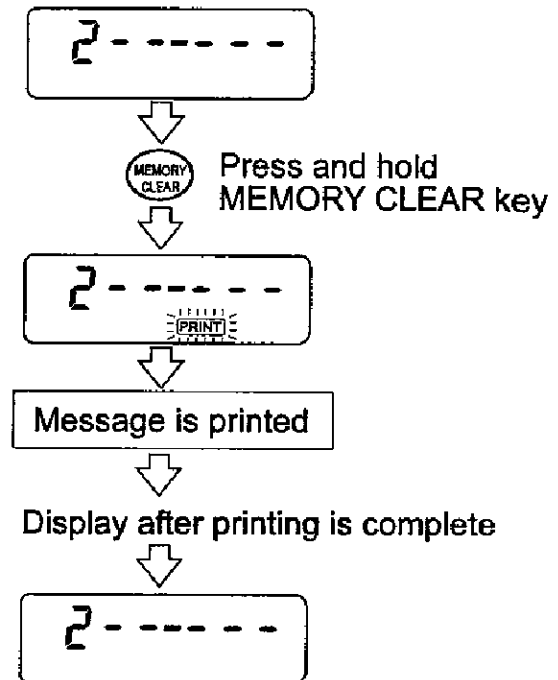 2- -- - - -
MEMORY
CLEAR
Press and hold
MEMORY CLEAR key
2- -- - - -
PRINT
Message is printed
Display after printing is complete
2- -- - - -